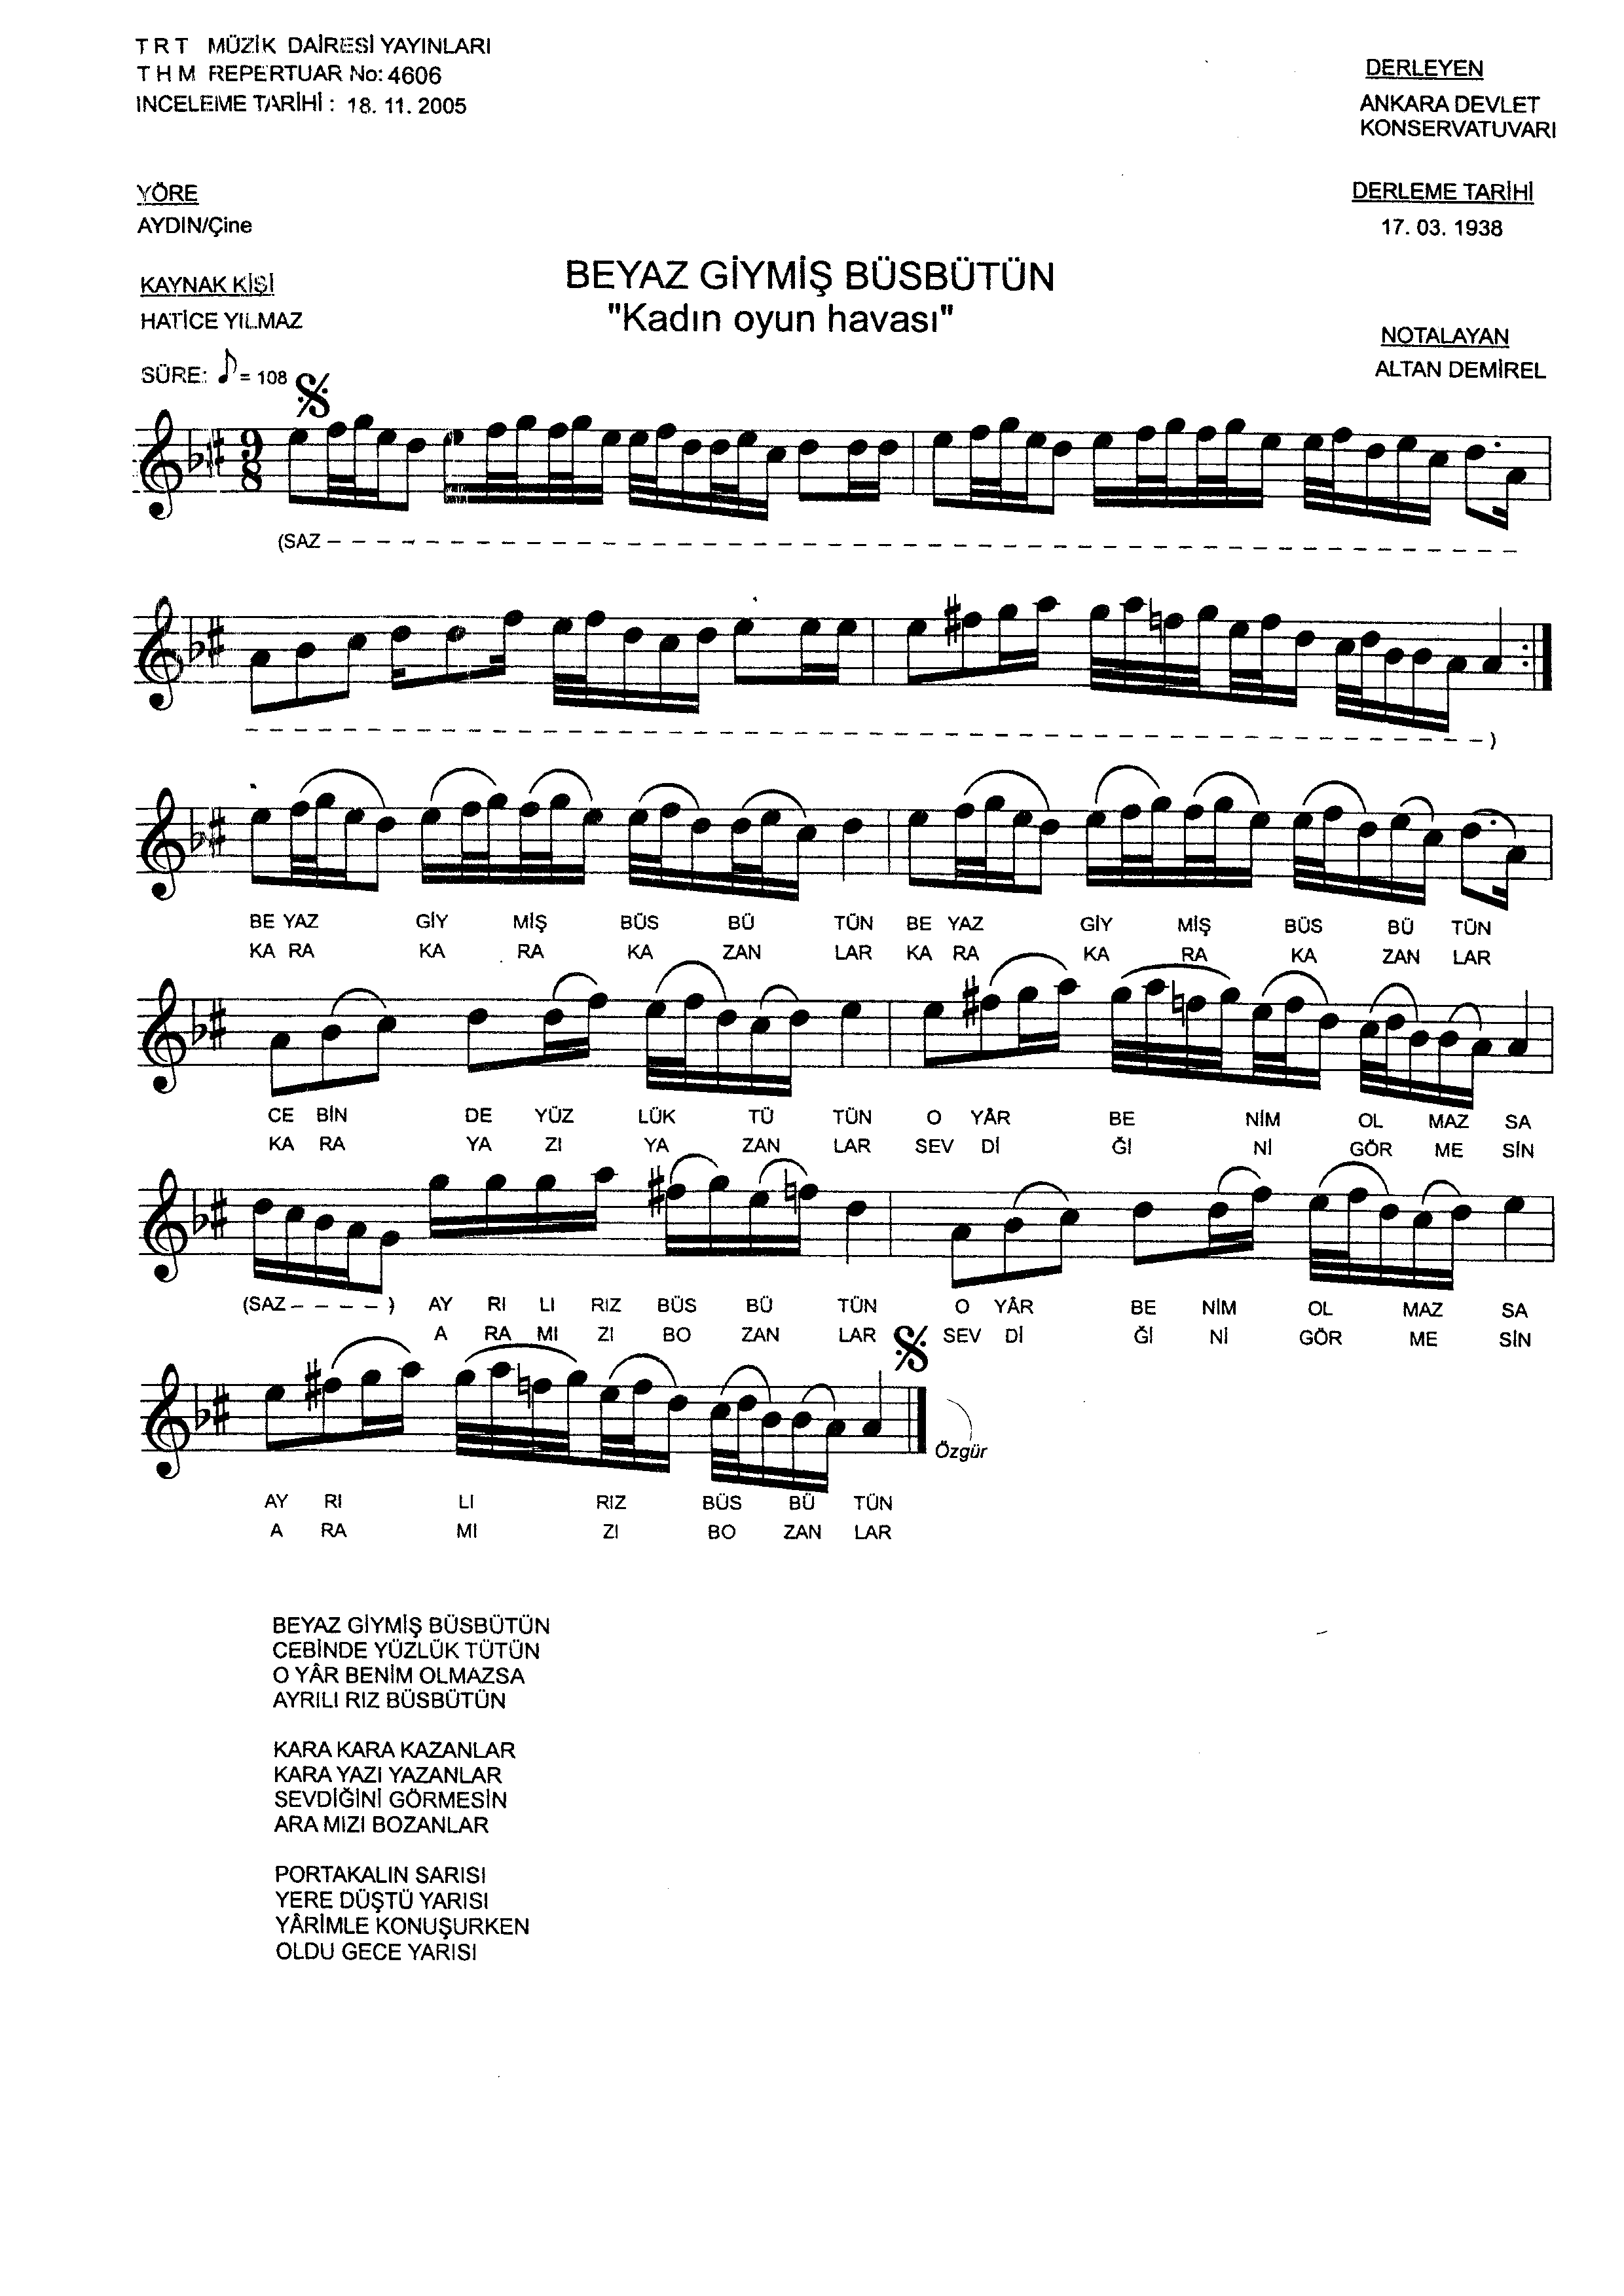 TRT MÜZİK DAİRESİ YAYINLARI
THM REPERTUAR No: 4606
INCELEME TARİHİ : 18. 11. 2005
DERLEYEN
ANKARA DEVLET
KONSERVATUVARI
YÖRE
AYDIN/Çine
DERLEME TARİHİ
17. 03. 1938
KAYNAK KİŞİ
HATİCE YILMAZ
BEYAZ GİYMİŞ BÜSBÜTÜN
"Kadın oyun havası"
NOTALAYAN
ALTAN DEMİREL
SÜRE: ♪ = 108
9
8
(SAZ – – – – – – – – – – – – – – – – – – – –
– – – – – – – – – – – – – – – – – – – – )
BE YAZ GİY MİŞ BÜS BÜ TÜN BE YAZ GİY MİŞ BÜS BÜ TÜN
KA RA KA RA KA ZAN LAR KA RA KA RA KA ZAN LAR
CE BİN DE YÜZ LÜK TÜ TÜN O YÂR BE NİM OL MAZ SA
KA RA YA ZI YA ZAN LAR SEV Dİ Ğİ Nİ GÖR ME SİN
(SAZ – – – – ) AY RI LI RIZ BÜS BÜ TÜN O YÂR BE NİM OL MAZ SA
A RA MI ZI BO ZAN LAR SEV Dİ Ğİ Nİ GÖR ME SİN
Özgür
AY RI LI RIZ BÜS BÜ TÜN
A RA MI ZI BO ZAN LAR
BEYAZ GİYMİŞ BÜSBÜTÜN
CEBİNDE YÜZLÜK TÜTÜN
O YÂR BENİM OLMAZSA
AYRILI RIZ BÜSBÜTÜN
KARA KARA KAZANLAR
KARA YAZI YAZANLAR
SEVDİĞİNİ GÖRMESİN
ARA MIZI BOZANLAR
PORTAKALIN SARISI
YERE DÜŞTÜ YARISI
YÂRİMLE KONUŞURKEN
OLDU GECE YARISI